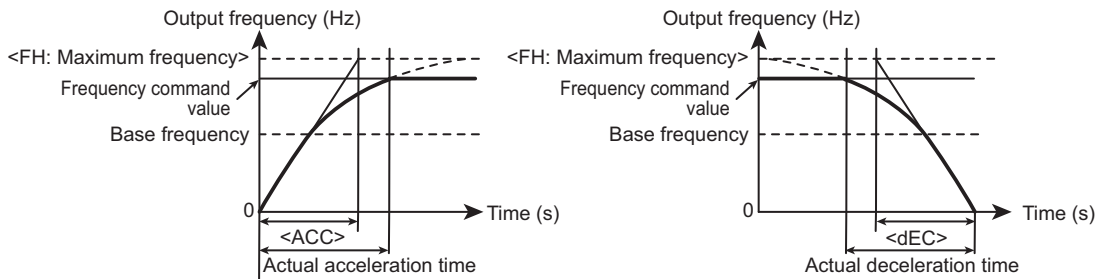 Output frequency (Hz)
<FH: Maximum frequency>
Frequency command
value
Base frequency
0
Time (s)
<ACC>
Actual acceleration time
Output frequency (Hz)
<FH: Maximum frequency>
Frequency command
value
Base frequency
0
Time (s)
<dEC>
Actual deceleration time